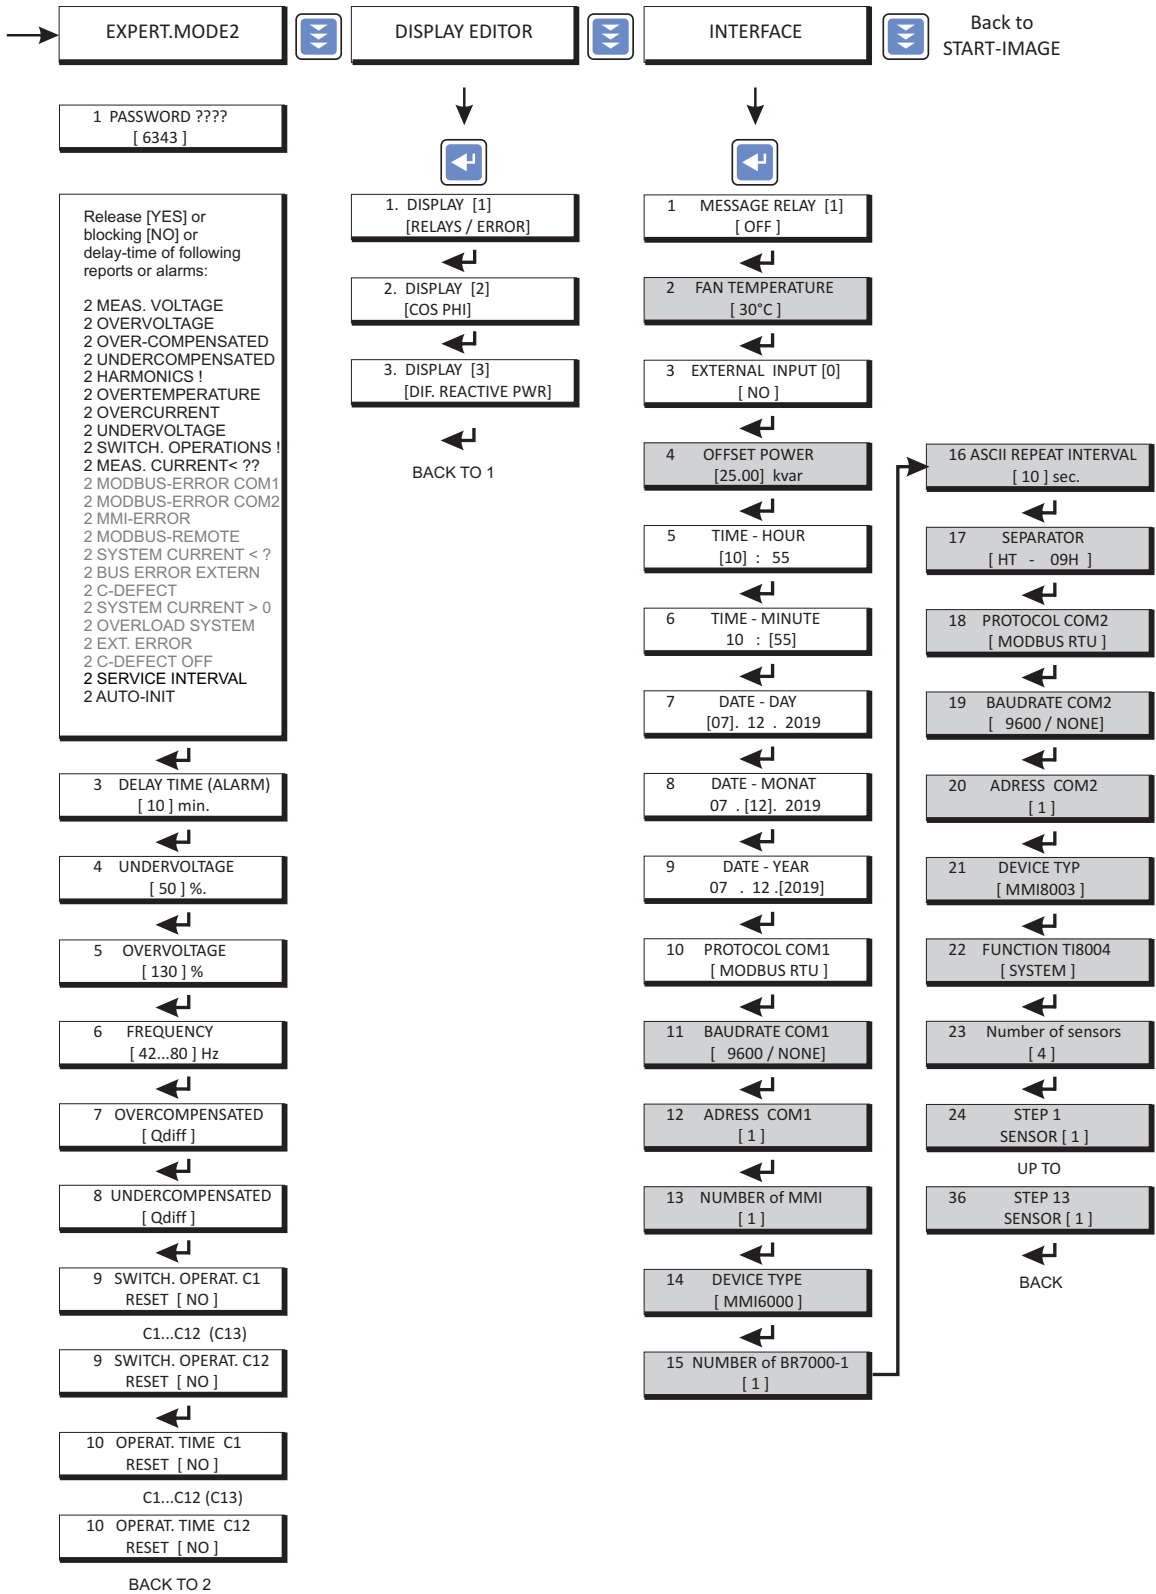 EXPERT.MODE2
DISPLAY EDITOR
INTERFACE
Back to
START-IMAGE
1 PASSWORD ????
[ 6343 ]
Release [YES] or
blocking [NO] or
delay-time of following
reports or alarms:
2 MEAS. VOLTAGE
2 OVERVOLTAGE
2 OVER-COMPENSATED
2 UNDERCOMPENSATED
2 HARMONICS !
2 OVERTEMPERATURE
2 OVERCURRENT
2 UNDERVOLTAGE
2 SWITCH. OPERATIONS !
2 MEAS. CURRENT< ??
2 MODBUS-ERROR COM1
2 MODBUS-ERROR COM2
2 MMI-ERROR
2 MODBUS-REMOTE
2 SYSTEM CURRENT < ?
2 BUS ERROR EXTERN
2 C-DEFECT
2 SYSTEM CURRENT > 0
2 OVERLOAD SYSTEM
2 EXT. ERROR
2 C-DEFECT OFF
2 SERVICE INTERVAL
2 AUTO-INIT
3 DELAY TIME (ALARM)
[ 10 ] min.
4 UNDERVOLTAGE
[ 50 ] %.
5 OVERVOLTAGE
[ 130 ] %
6 FREQUENCY
[ 42...80 ] Hz
7 OVERCOMPENSATED
[ Qdiff ]
8 UNDERCOMPENSATED
[ Qdiff ]
9 SWITCH. OPERAT. C1
RESET [ NO ]
C1...C12 (C13)
9 SWITCH. OPERAT. C12
RESET [ NO ]
10 OPERAT. TIME C1
RESET [ NO ]
C1...C12 (C13)
10 OPERAT. TIME C12
RESET [ NO ]
BACK TO 2
1. DISPLAY [1]
[RELAYS / ERROR]
2. DISPLAY [2]
[COS PHI]
3. DISPLAY [3]
[DIF. REACTIVE PWR]
BACK TO 1
1 MESSAGE RELAY [1]
[ OFF ]
2 FAN TEMPERATURE
[ 30°C ]
3 EXTERNAL INPUT [0]
[ NO ]
4 OFFSET POWER
[25.00] kvar
5 TIME - HOUR
[10] : 55
6 TIME - MINUTE
10 : [55]
7 DATE - DAY
[07]. 12 . 2019
8 DATE - MONAT
07 . [12]. 2019
9 DATE - YEAR
07 . 12 .[2019]
10 PROTOCOL COM1
[ MODBUS RTU ]
11 BAUDRATE COM1
[ 9600 / NONE]
12 ADRESS COM1
[ 1 ]
13 NUMBER of MMI
[ 1 ]
14 DEVICE TYPE
[ MMI6000 ]
15 NUMBER of BR7000-1
[ 1 ]
16 ASCII REPEAT INTERVAL
[ 10 ] sec.
17 SEPARATOR
[ HT - 09H ]
18 PROTOCOL COM2
[ MODBUS RTU ]
19 BAUDRATE COM2
[ 9600 / NONE]
20 ADRESS COM2
[ 1 ]
21 DEVICE TYP
[ MMI8003 ]
22 FUNCTION TI8004
[ SYSTEM ]
23 Number of sensors
[ 4 ]
24 STEP 1
SENSOR [ 1 ]
UP TO
36 STEP 13
SENSOR [ 1 ]
BACK